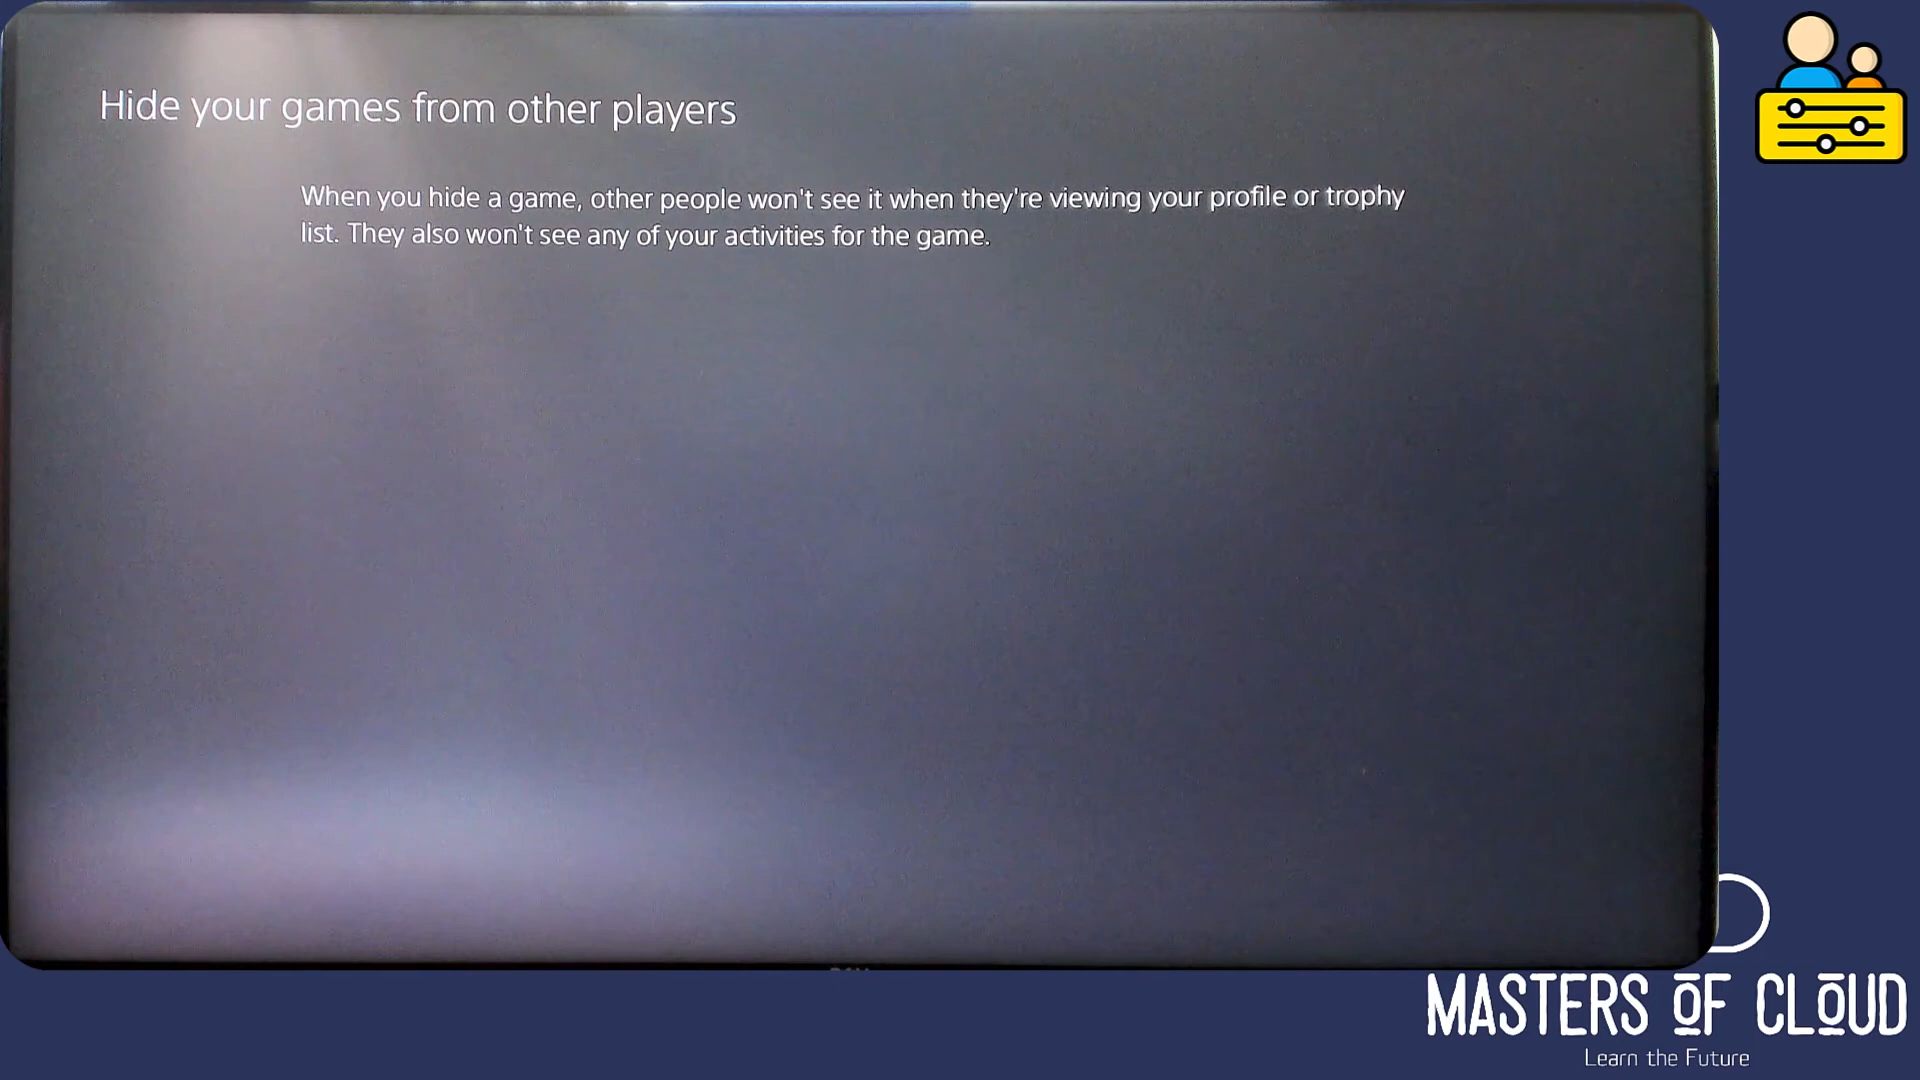 Hide your games from other players
When you hide a game, other people won't see it when they're viewing your profile or trophy
list. They also won't see any of your activities for the game.
MASTERS OF CLOUD
Learn the Future